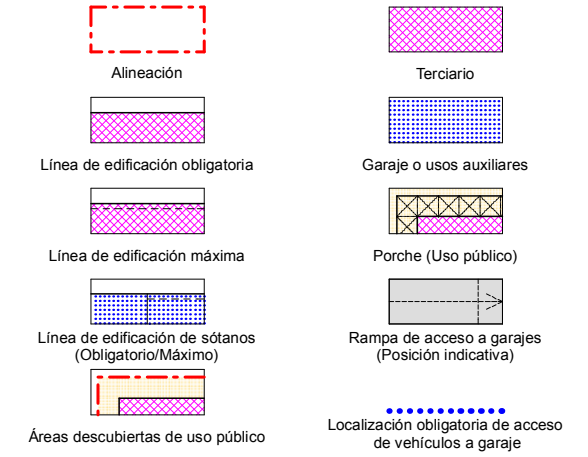 Alineación
Terciario
Línea de edificación obligatoria
Garaje o usos auxiliares
Línea de edificación máxima
Porche (Uso público)
Línea de edificación de sótanos
(Obligatorio/Máximo)
Rampa de acceso a garajes
(Posición indicativa)
Áreas descubiertas de uso público
Localización obligatoria de acceso
de vehículos a garaje